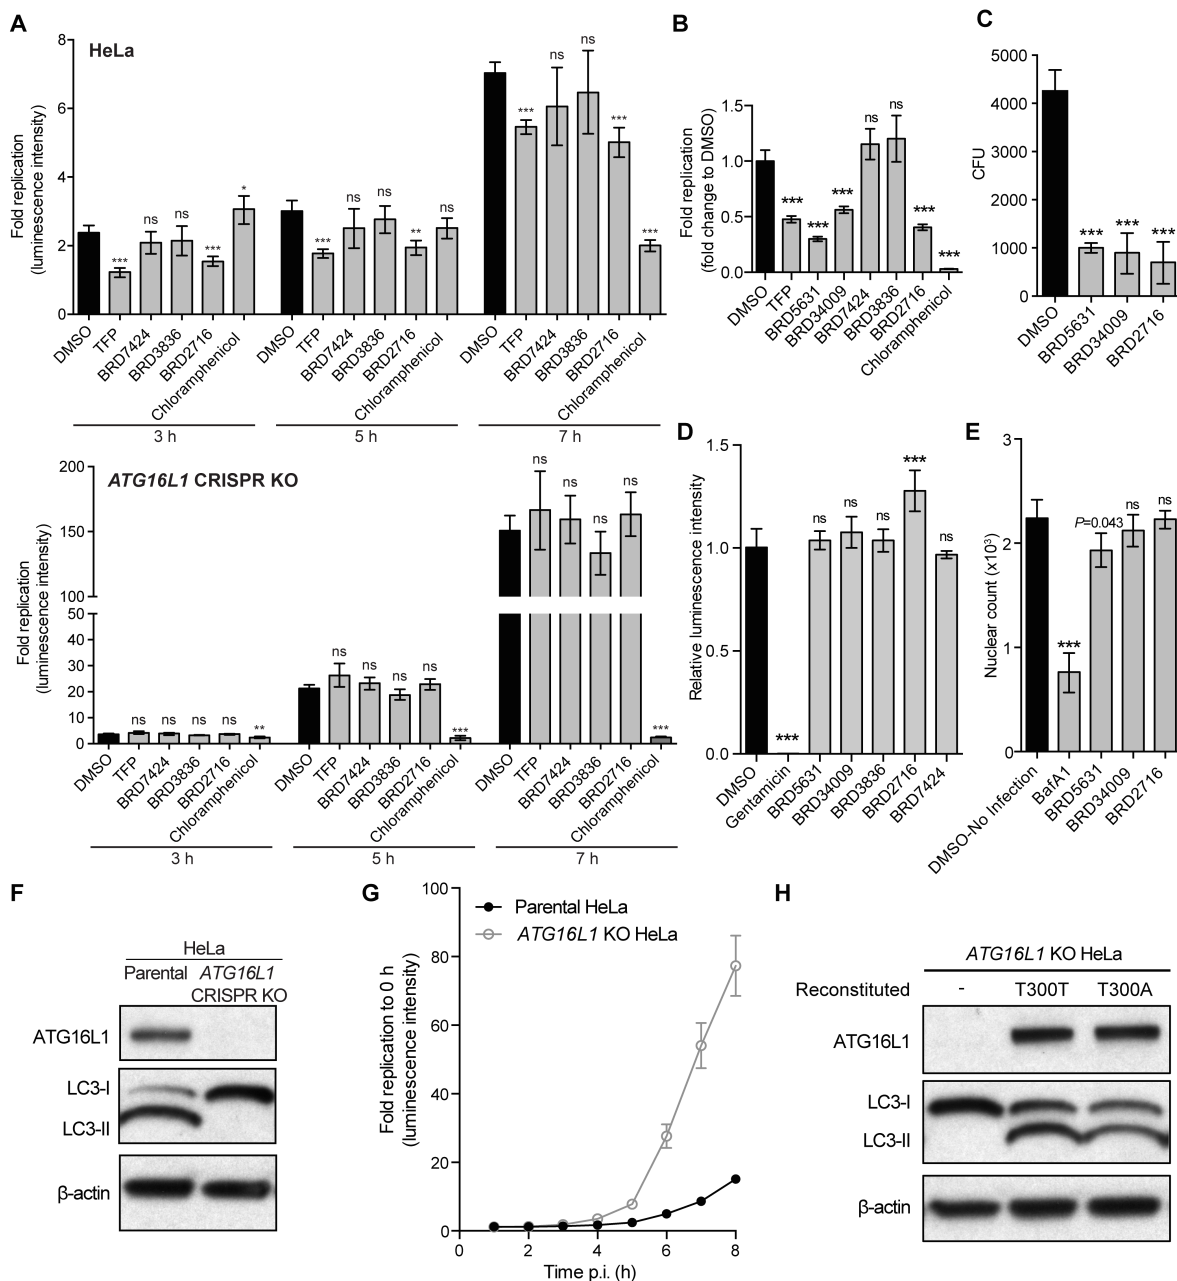 A
HeLa
Fold replication
(luminescence intensity)
8
6
4
2
0
***
ns
ns
***
*
***
ns
ns
**
ns
***
ns
ns
***
***
DMSO
TFP
BRD7424
BRD3836
BRD2716
Chloramphenicol
DMSO
TFP
BRD7424
BRD3836
BRD2716
Chloramphenicol
DMSO
TFP
BRD7424
BRD3836
BRD2716
Chloramphenicol
3 h
5 h
7 h
ATG16L1 CRISPR KO
Fold replication
(luminescence intensity)
200
150
100
50
40
30
20
10
0
ns
ns
ns
ns
**
ns
ns
ns
ns
***
ns
ns
ns
ns
***
DMSO
TFP
BRD7424
BRD3836
BRD2716
Chloramphenicol
DMSO
TFP
BRD7424
BRD3836
BRD2716
Chloramphenicol
DMSO
TFP
BRD7424
BRD3836
BRD2716
Chloramphenicol
3 h
5 h
7 h
B
Fold replication
(fold change to DMSO)
1.5
1.0
0.5
0.0
***
***
***
ns
ns
***
***
DMSO
TFP
BRD5631
BRD34009
BRD7424
BRD3836
BRD2716
Chloramphenicol
C
CFU
5000
4000
3000
2000
1000
0
***
***
***
DMSO
BRD5631
BRD34009
BRD2716
D
Relative luminescence intensity
1.5
1.0
0.5
0.0
***
ns
ns
ns
***
ns
DMSO
Gentamicin
BRD5631
BRD34009
BRD3836
BRD2716
BRD7424
E
Nuclear count (x10³)
3
2
1
0
***
P=0.043
ns
ns
DMSO-No Infection
BafA1
BRD5631
BRD34009
BRD2716
F
HeLa
Parental
ATG16L1
CRISPR KO
ATG16L1
LC3-I
LC3-II
β-actin
G
Fold replication to 0 h
(luminescence intensity)
100
80
60
40
20
0
Parental HeLa
ATG16L1 KO HeLa
0
2
4
6
8
Time p.i. (h)
H
ATG16L1 KO HeLa
Reconstituted
-
T300T
T300A
ATG16L1
LC3-I
LC3-II
β-actin